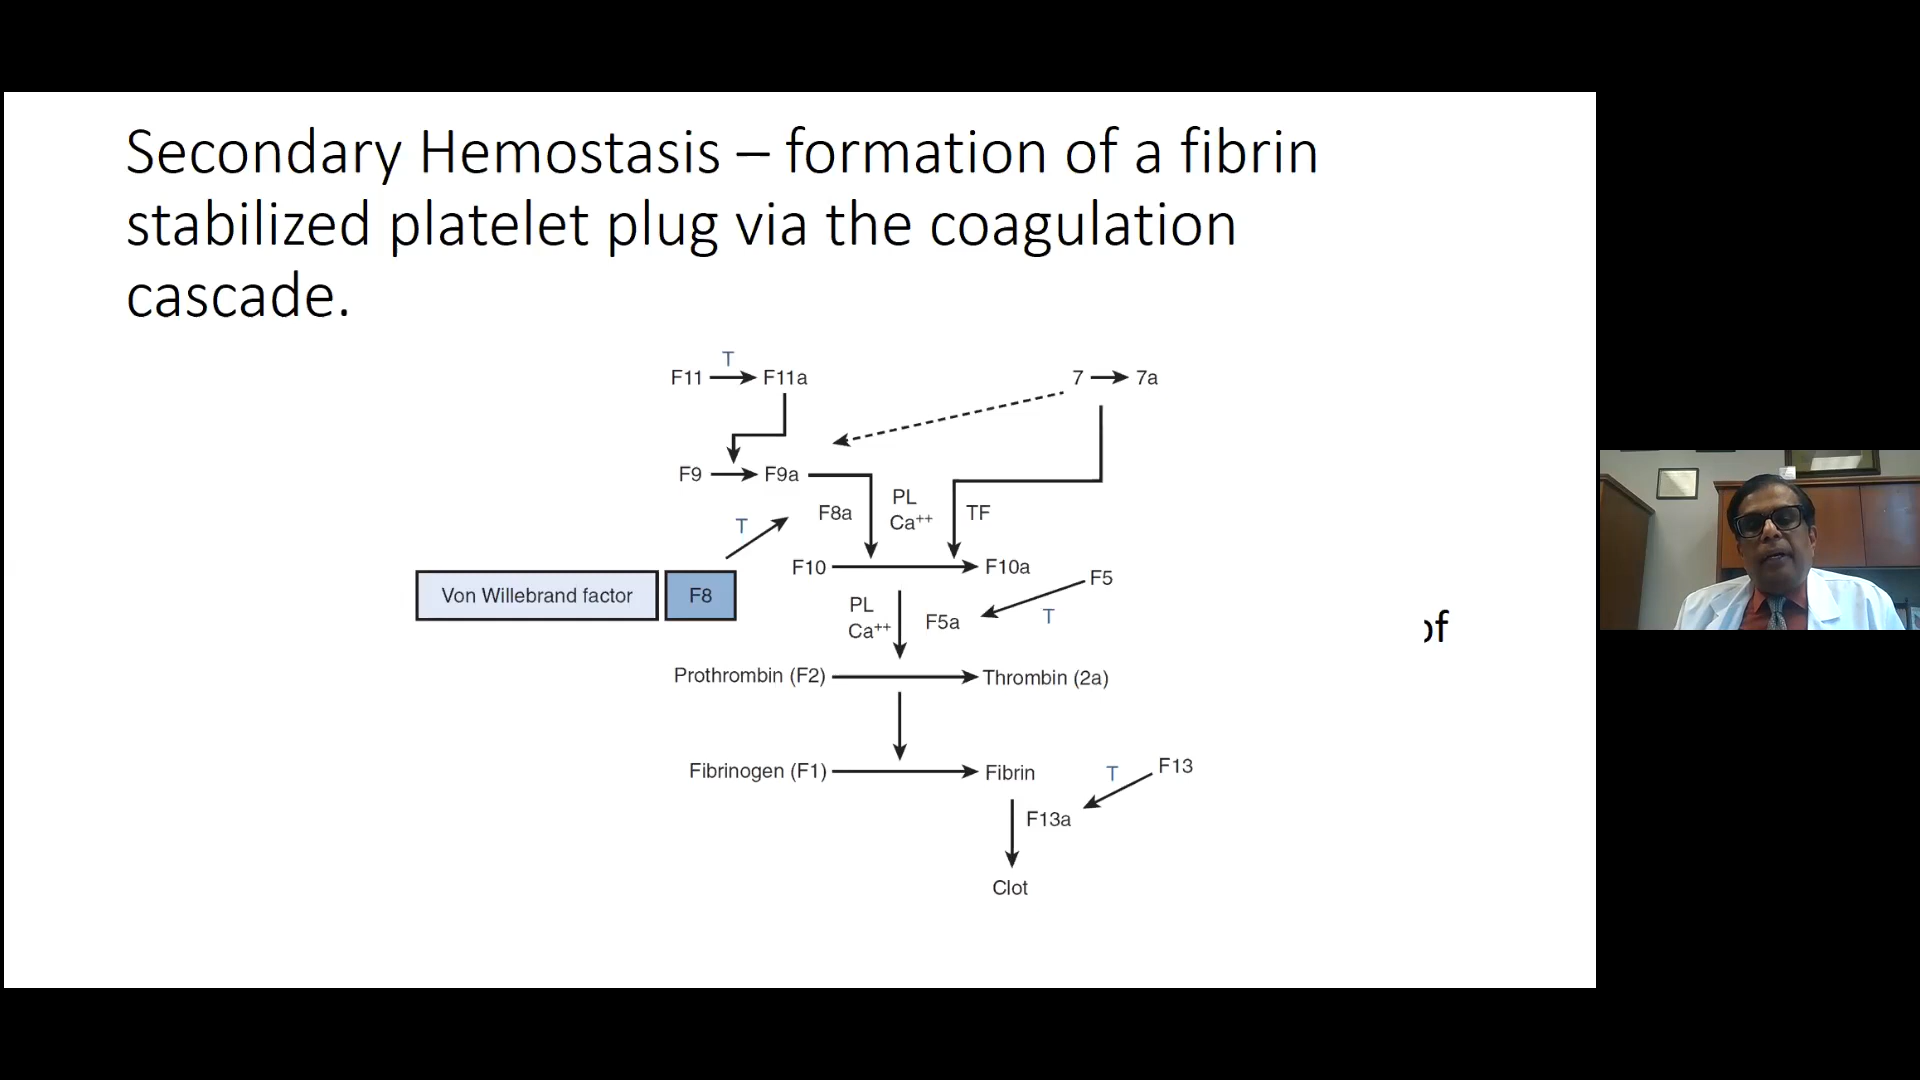 Secondary Hemostasis – formation of a fibrin
stabilized platelet plug via the coagulation
cascade.
T
F11 F11a
7 7a
F9 F9a
PL
Ca++
F8a
TF
T
F10 F10a
F5
Von Willebrand factor F8
PL
Ca++
F5a
T
of
Prothrombin (F2) Thrombin (2a)
Fibrinogen (F1) Fibrin
T
F13
F13a
Clot